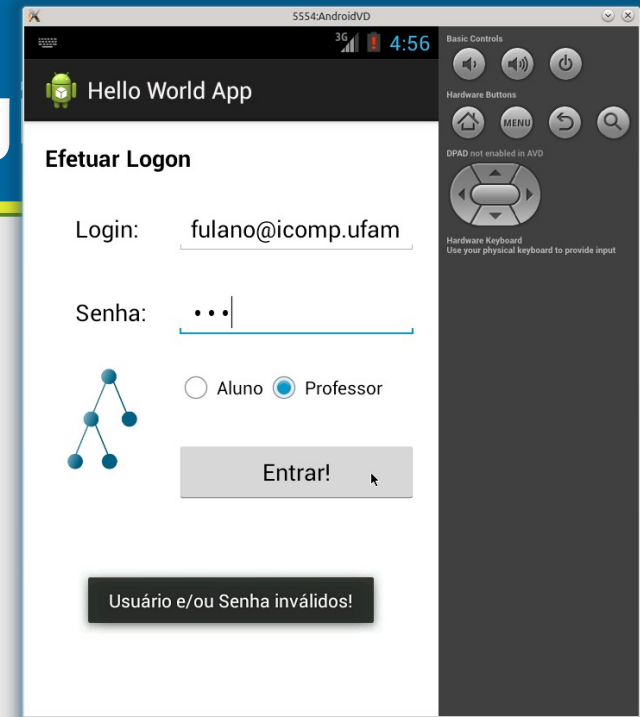 5554:AndroidVD
3G 4:56
Hello World App
Efetuar Logon
Login: fulano@icomp.ufam
Senha: •••
Aluno Professor
Entrar!
Usuário e/ou Senha inválidos!
Basic Controls
Hardware Buttons
MENU
DPAD not enabled in AVD
Hardware Keyboard
Use your physical keyboard to provide input